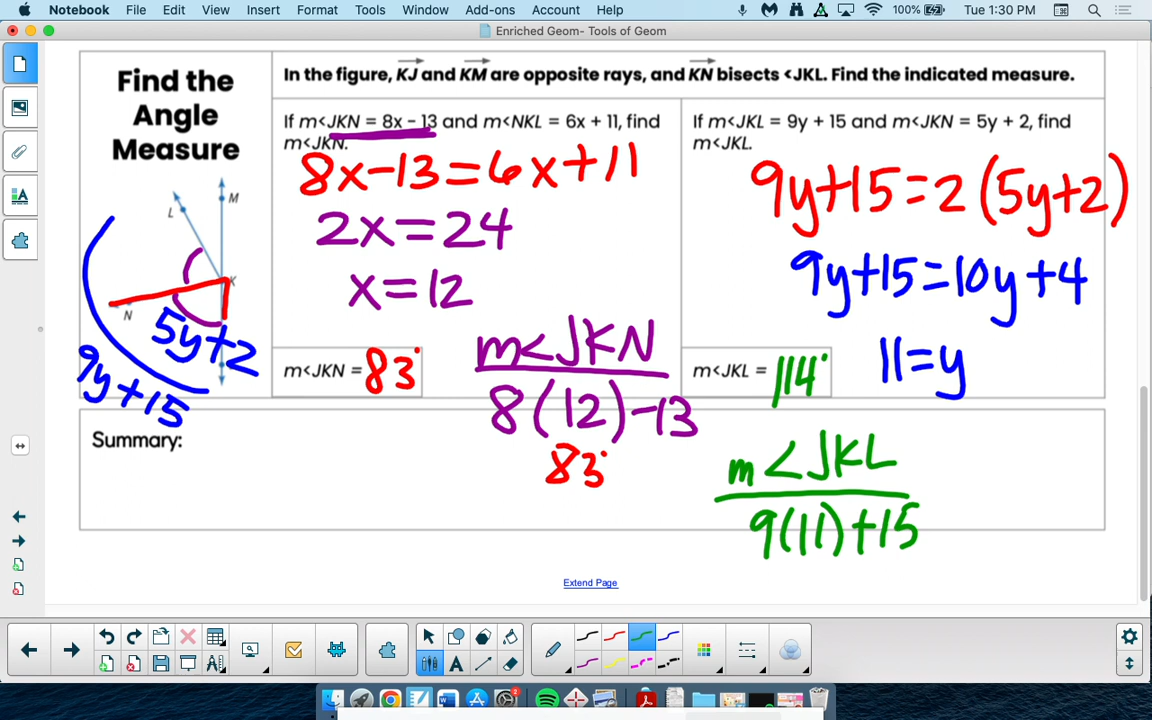 Notebook File Edit View Insert Format Tools Window Add-ons Account Help 100% Tue 1:30 PM
Enriched Geom- Tools of Geom
Find the Angle Measure
In the figure, KJ and KM are opposite rays, and KN bisects <JKL. Find the indicated measure.
If m<JKN = 8x - 13 and m<NKL = 6x + 11, find
m<JKN.
8x-13=6x+11
2x=24
x=12
m<JKN
8(12)-13
83°
m<JKN = 83°
If m<JKL = 9y + 15 and m<JKN = 5y + 2, find
m<JKL.
9y+15=2(5y+2)
9y+15=10y+4
11=y
m<JKL = 114°
m<JKL
9(11)+15
M
L
K
N
5y+2
9y+15
Summary:
Extend Page
A
2